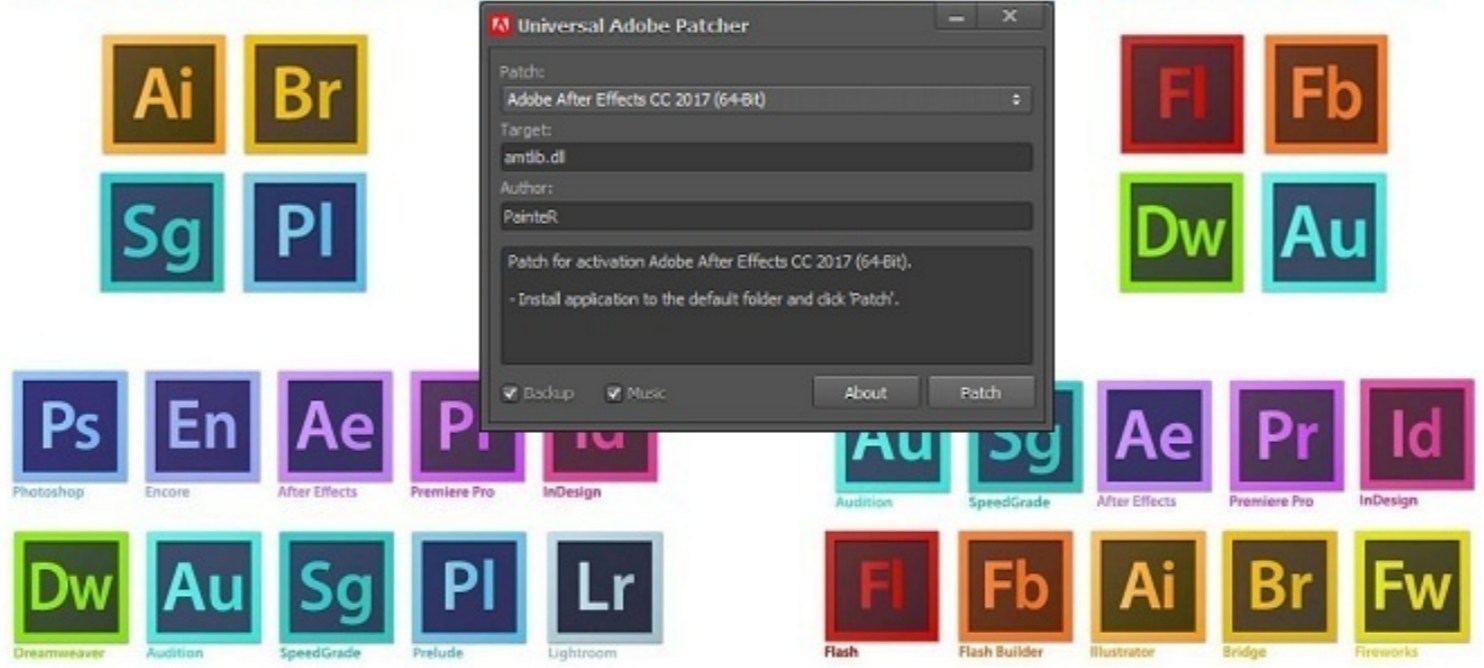 Universal Adobe Patcher
Patch:
Adobe After Effects CC 2017 (64-Bit)
Target:
amtlib.dll
Author:
PainteR
Patch for activation Adobe After Effects CC 2017 (64-Bit).
- Install application to the default folder and click 'Patch'.
Backup Music About Patch
Ai Br
Sg Pl
Fl Fb
Dw Au
Ps En Ae Pr Id
Photoshop Encore After Effects Premiere Pro InDesign
Dw Au Sg Pl Lr
Dreamweaver Audition SpeedGrade Prelude Lightroom
Au Sg Ae Pr Id
Audition SpeedGrade After Effects Premiere Pro InDesign
Fl Fb Ai Br Fw
Flash Flash Builder Illustrator Bridge Fireworks